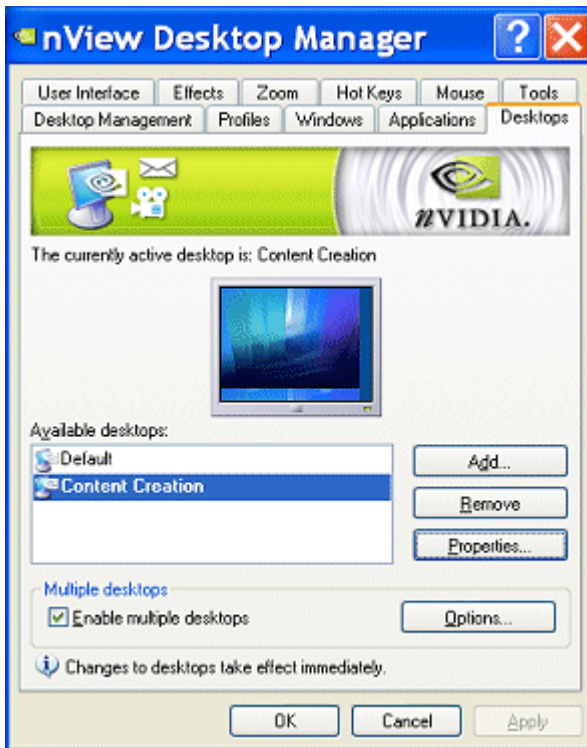 nView Desktop Manager
User Interface Effects Zoom Hot Keys Mouse Tools
Desktop Management Profiles Windows Applications Desktops
nVIDIA.
The currently active desktop is: Content Creation
Available desktops:
Default
Content Creation
Add...
Remove
Properties...
Multiple desktops
Enable multiple desktops
Options...
Changes to desktops take effect immediately.
OK Cancel Apply